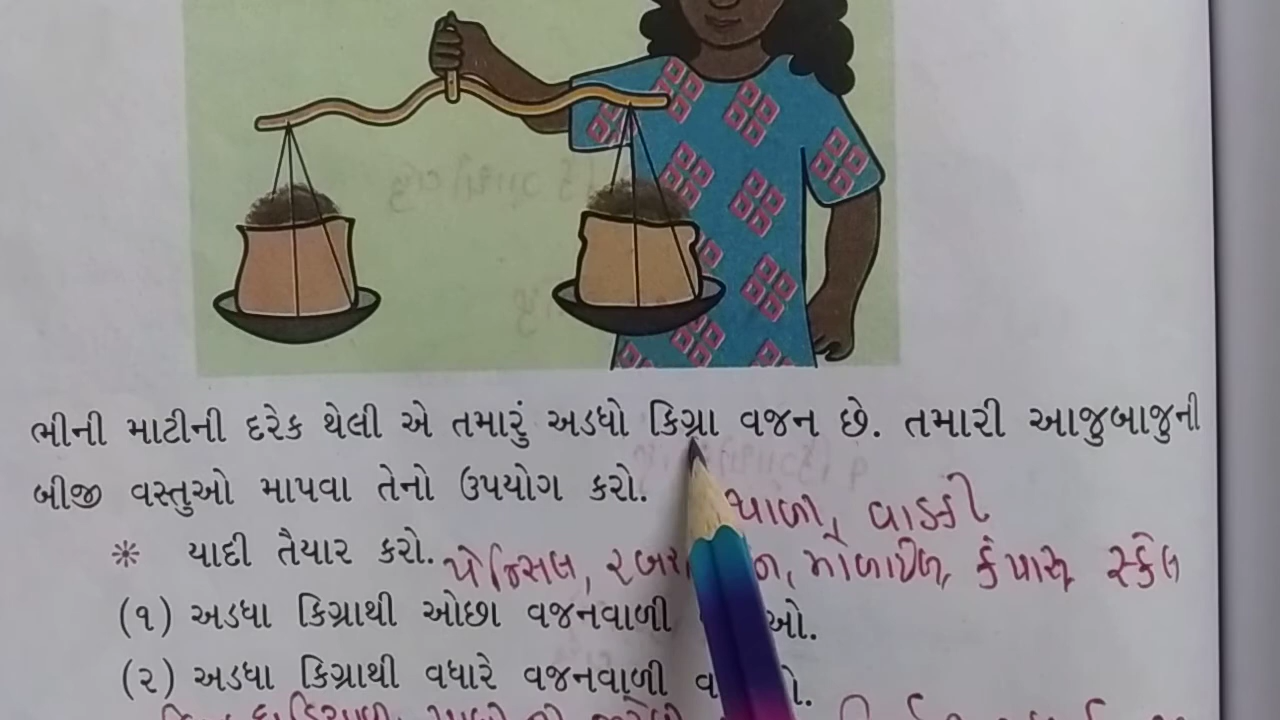 ભીની માટીની દરેક થેલી એ તમારું અડધો કિગ્રા વજન છે. તમારી આજુબાજુની
બીજી વસ્તુઓ માપવા તેનો ઉપયોગ કરો.
થાળી, વાડકી
✳ યાદી તૈયાર કરો.
પેન્સિલ, રબર, મોબાઈલ, કંપાસ સ્કેલ
(૧) અડધા કિગ્રાથી ઓછા વજનવાળી ઓ.
(૨) અડધા કિગ્રાથી વધારે વજનવાળી વ